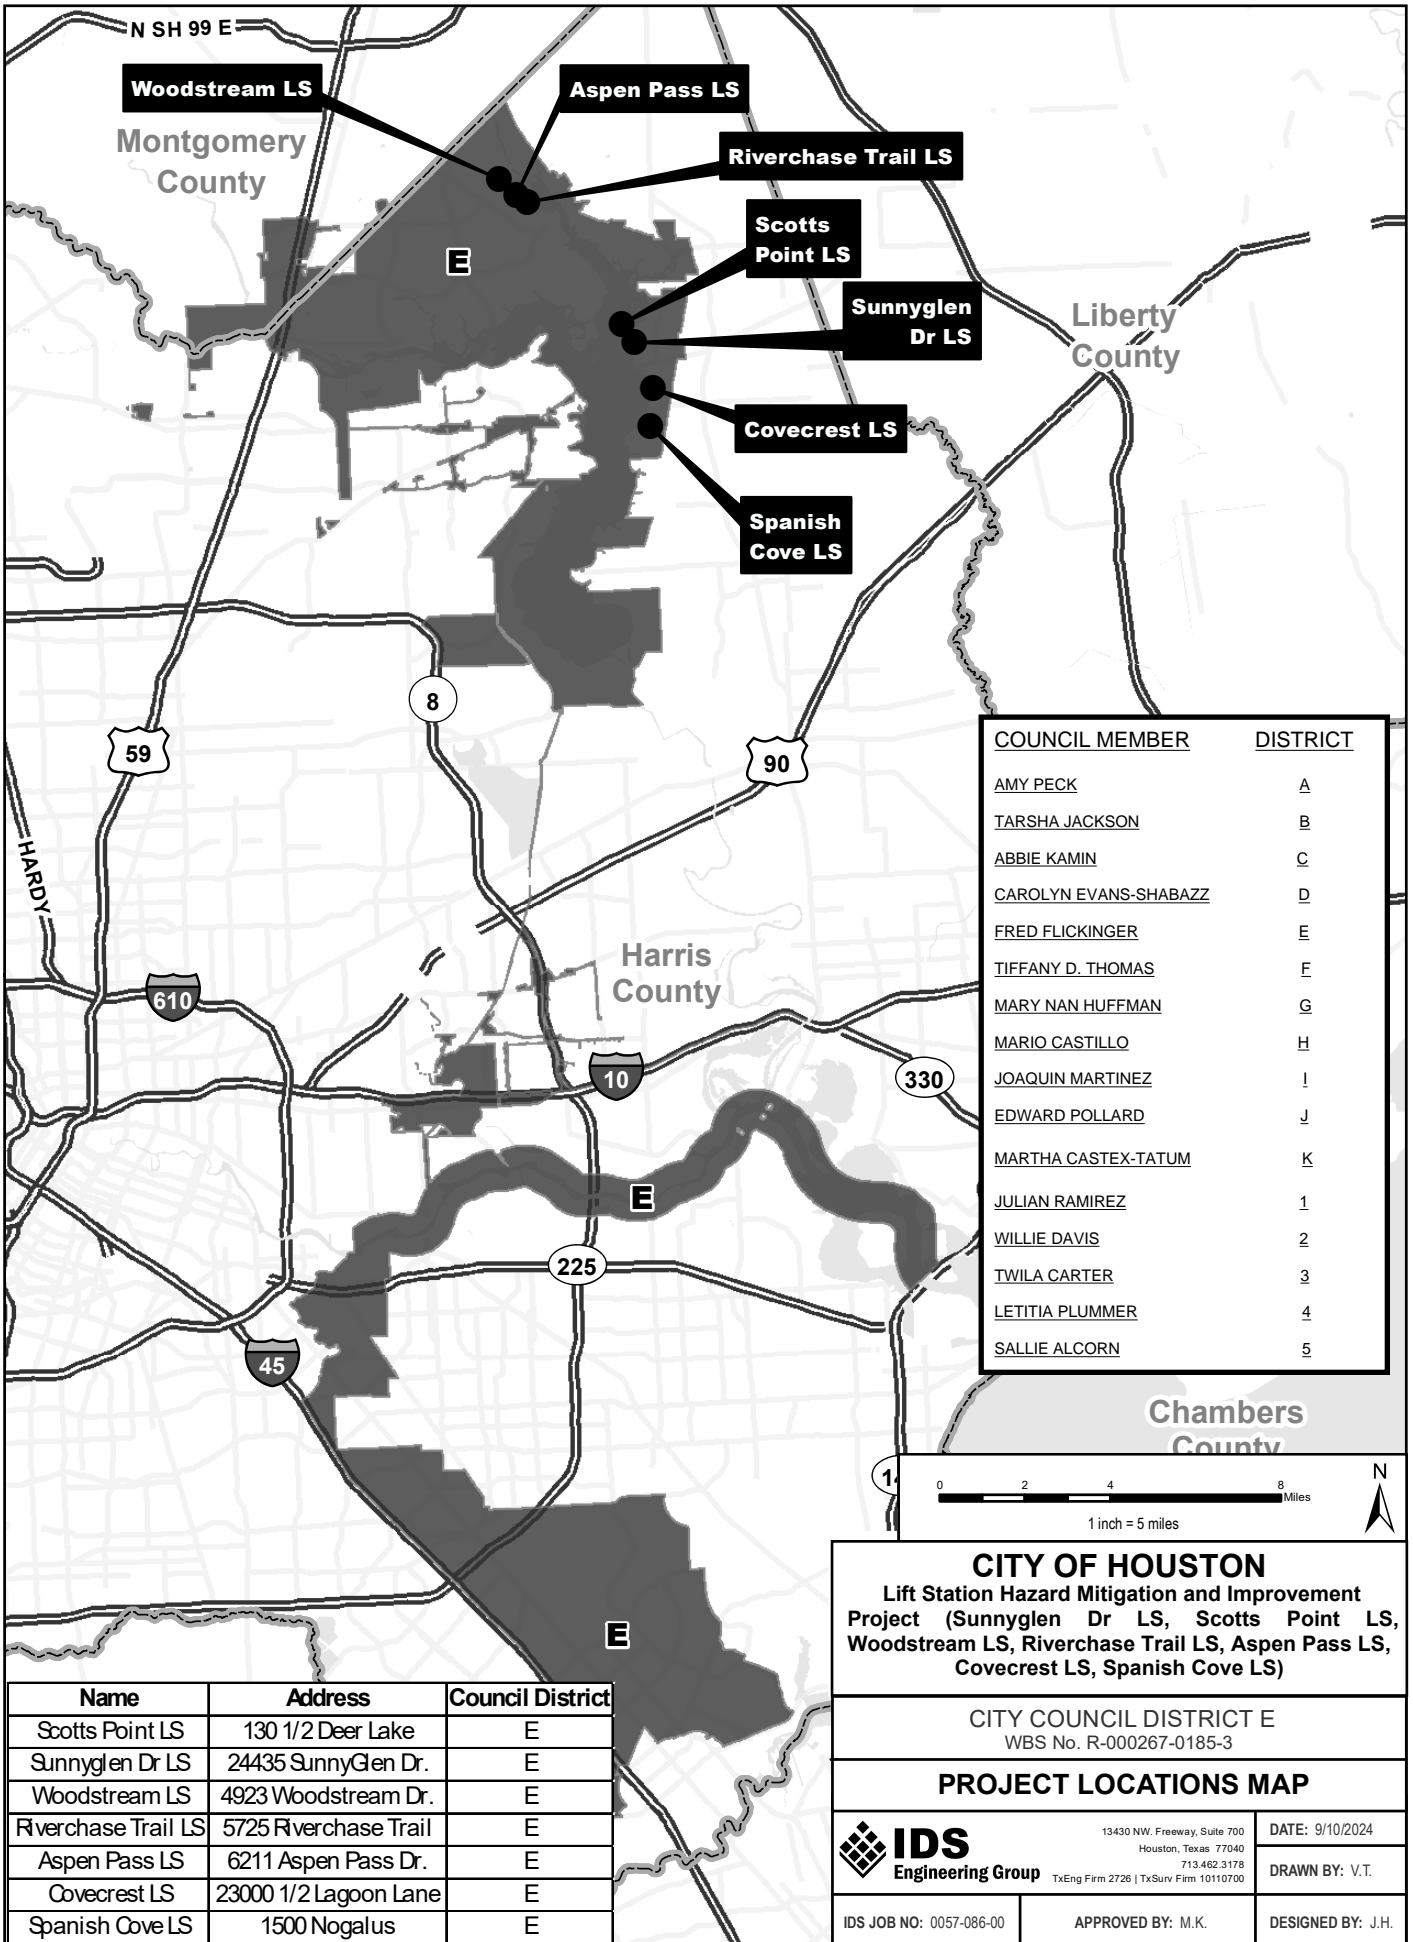 N SH 99 E
Woodstream LS
Aspen Pass LS
Montgomery
County
Riverchase Trail LS
Scotts
Point LS
E
Sunnyglen
Dr LS
Liberty
County
Covecrest LS
Spanish
Cove LS
8
59
90
HARDY
Harris
County
610
10
330
E
225
45
E
COUNCIL MEMBER DISTRICT
AMY PECK A
TARSHA JACKSON B
ABBIE KAMIN C
CAROLYN EVANS-SHABAZZ D
FRED FLICKINGER E
TIFFANY D. THOMAS F
MARY NAN HUFFMAN G
MARIO CASTILLO H
JOAQUIN MARTINEZ I
EDWARD POLLARD J
MARTHA CASTEX-TATUM K
JULIAN RAMIREZ 1
WILLIE DAVIS 2
TWILA CARTER 3
LETITIA PLUMMER 4
SALLIE ALCORN 5
Chambers
County
0 2 4 8
Miles
1 inch = 5 miles
N
CITY OF HOUSTON
Lift Station Hazard Mitigation and Improvement
Project (Sunnyglen Dr LS, Scotts Point LS,
Woodstream LS, Riverchase Trail LS, Aspen Pass LS,
Covecrest LS, Spanish Cove LS)
CITY COUNCIL DISTRICT E
WBS No. R-000267-0185-3
PROJECT LOCATIONS MAP
IDS
Engineering Group
13430 NW. Freeway, Suite 700
Houston, Texas 77040
713.462.3178
TxEng Firm 2726 | TxSurv Firm 10110700
DATE: 9/10/2024
DRAWN BY: V.T.
IDS JOB NO: 0057-086-00 APPROVED BY: M.K. DESIGNED BY: J.H.
Name Address Council District
Scotts Point LS 130 1/2 Deer Lake E
Sunnyglen Dr LS 24435 SunnyGlen Dr. E
Woodstream LS 4923 Woodstream Dr. E
Riverchase Trail LS 5725 Riverchase Trail E
Aspen Pass LS 6211 Aspen Pass Dr. E
Covecrest LS 23000 1/2 Lagoon Lane E
Spanish Cove LS 1500 Nogalus E